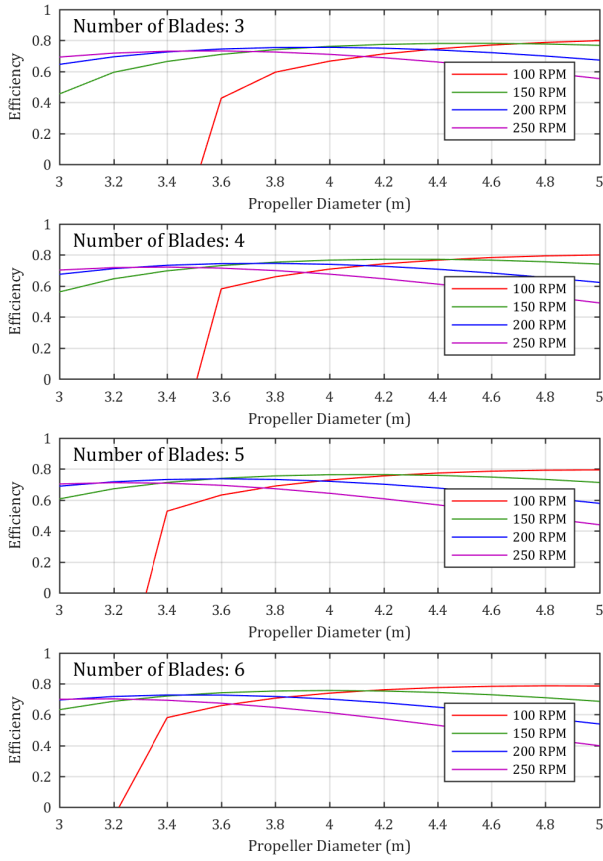 Number of Blades: 3
1
0.8
0.6
0.4
0.2
0
Efficiency
100 RPM
150 RPM
200 RPM
250 RPM
3 3.2 3.4 3.6 3.8 4 4.2 4.4 4.6 4.8 5
Propeller Diameter (m)
Number of Blades: 4
1
0.8
0.6
0.4
0.2
0
Efficiency
100 RPM
150 RPM
200 RPM
250 RPM
3 3.2 3.4 3.6 3.8 4 4.2 4.4 4.6 4.8 5
Propeller Diameter (m)
Number of Blades: 5
1
0.8
0.6
0.4
0.2
0
Efficiency
100 RPM
150 RPM
200 RPM
250 RPM
3 3.2 3.4 3.6 3.8 4 4.2 4.4 4.6 4.8 5
Propeller Diameter (m)
Number of Blades: 6
1
0.8
0.6
0.4
0.2
0
Efficiency
100 RPM
150 RPM
200 RPM
250 RPM
3 3.2 3.4 3.6 3.8 4 4.2 4.4 4.6 4.8 5
Propeller Diameter (m)